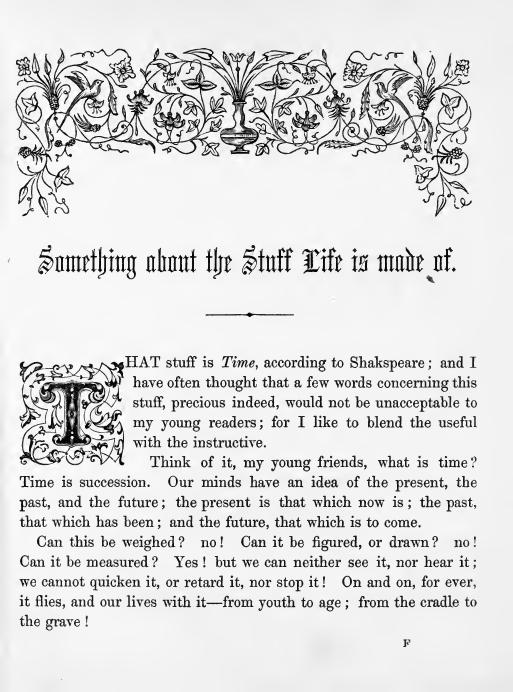 Something about the Stuff Life is made of.
THAT stuff is Time, according to Shakspeare; and I
have often thought that a few words concerning this
stuff, precious indeed, would not be unacceptable to
my young readers; for I like to blend the useful
with the instructive.
Think of it, my young friends, what is time?
Time is succession. Our minds have an idea of the present, the
past, and the future; the present is that which now is; the past,
that which has been; and the future, that which is to come.
Can this be weighed? no! Can it be figured, or drawn? no!
Can it be measured? Yes! but we can neither see it, nor hear it;
we cannot quicken it, or retard it, nor stop it! On and on, for ever,
it flies, and our lives with it—from youth to age; from the cradle to
the grave!
F